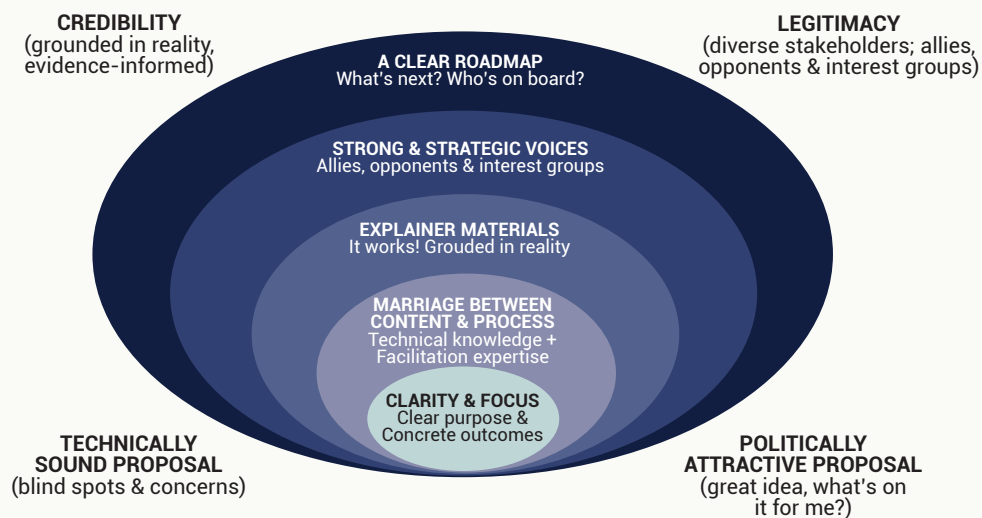 CREDIBILITY
(grounded in reality,
evidence-informed)
LEGITIMACY
(diverse stakeholders; allies,
opponents & interest groups)
A CLEAR ROADMAP
What's next? Who's on board?
STRONG & STRATEGIC VOICES
Allies, opponents & interest groups
EXPLAINER MATERIALS
It works! Grounded in reality
MARRIAGE BETWEEN
CONTENT & PROCESS
Technical knowledge +
Facilitation expertise
CLARITY & FOCUS
Clear purpose &
Concrete outcomes
TECHNICALLY
SOUND PROPOSAL
(blind spots & concerns)
POLITICALLY
ATTRACTIVE PROPOSAL
(great idea, what's on
it for me?)